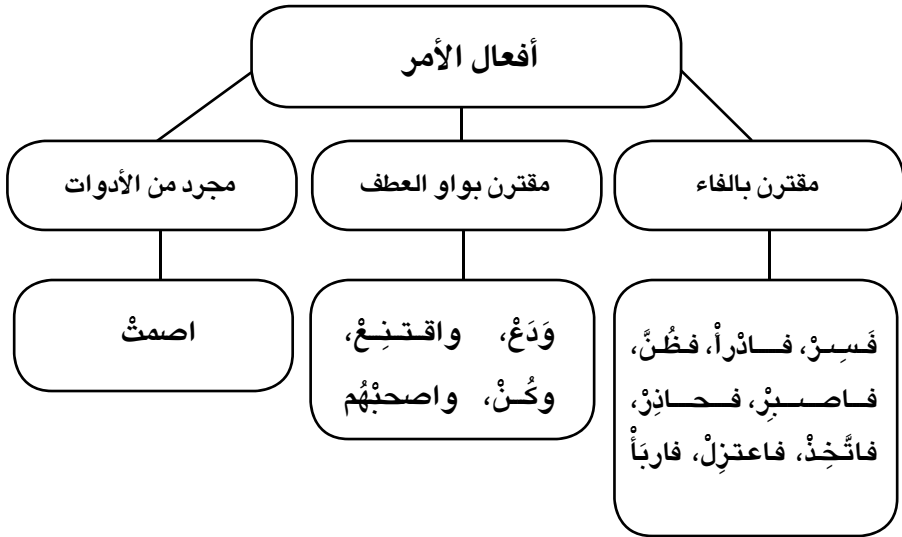 أفعال الأمر
مقترن بالفاء
مقترن بواو العطف
مجرد من الأدوات
فَسِرْ، فادْرأْ، فظُنَّ،
فاصبِرْ، فحاذِرْ،
فاتَّخِذْ، فاعتزِلْ، فاربَأْ
وَدَعْ، واقتنِعْ،
وكُنْ، واصحبْهُم
اصمتْ